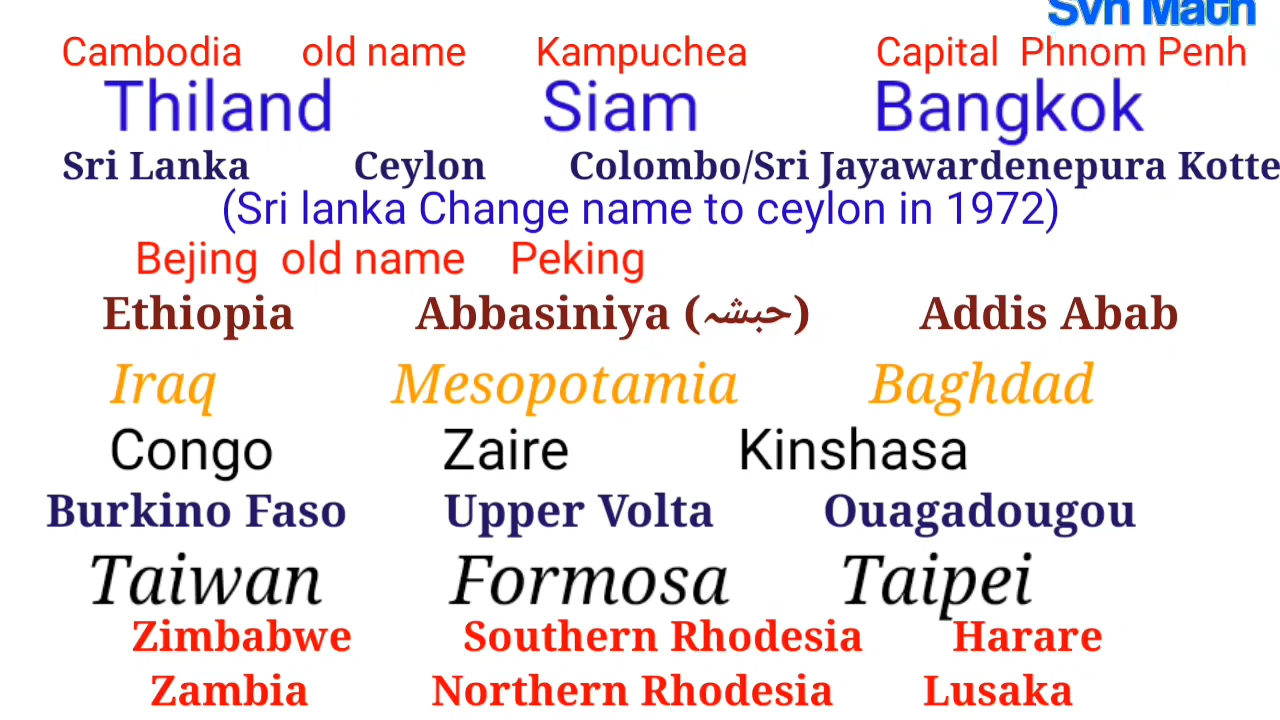 Svh Math
Cambodia old name Kampuchea Capital Phnom Penh
Thiland Siam Bangkok
Sri Lanka Ceylon Colombo/Sri Jayawardenepura Kotte
(Sri lanka Change name to ceylon in 1972)
Bejing old name Peking
Ethiopia Abbasiniya (حبشہ) Addis Abab
Iraq Mesopotamia Baghdad
Congo Zaire Kinshasa
Burkino Faso Upper Volta Ouagadougou
Taiwan Formosa Taipei
Zimbabwe Southern Rhodesia Harare
Zambia Northern Rhodesia Lusaka